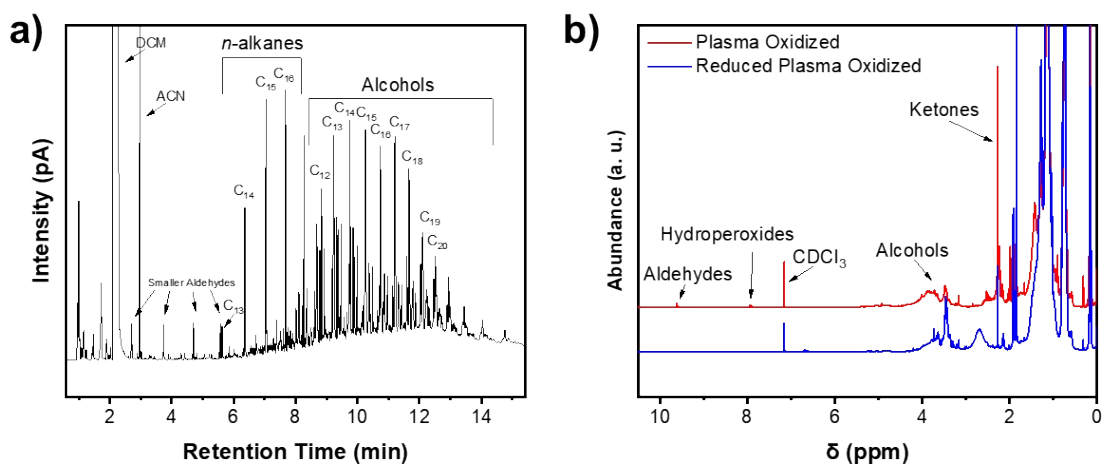 a)
DCM
n-alkanes
C₁₅
C₁₆
Alcohols
ACN
C₁₄
C₁₅
C₁₃
C₁₆
C₁₇
C₁₂
C₁₈
C₁₄
C₁₉
C₂₀
Smaller Aldehydes
C₁₃
Intensity (pA)
2 4 6 8 10 12 14
Retention Time (min)
b)
Plasma Oxidized
Reduced Plasma Oxidized
Ketones
Hydroperoxides
Alcohols
Aldehydes
CDCl₃
Abundance (a. u.)
10 8 6 4 2 0
δ (ppm)